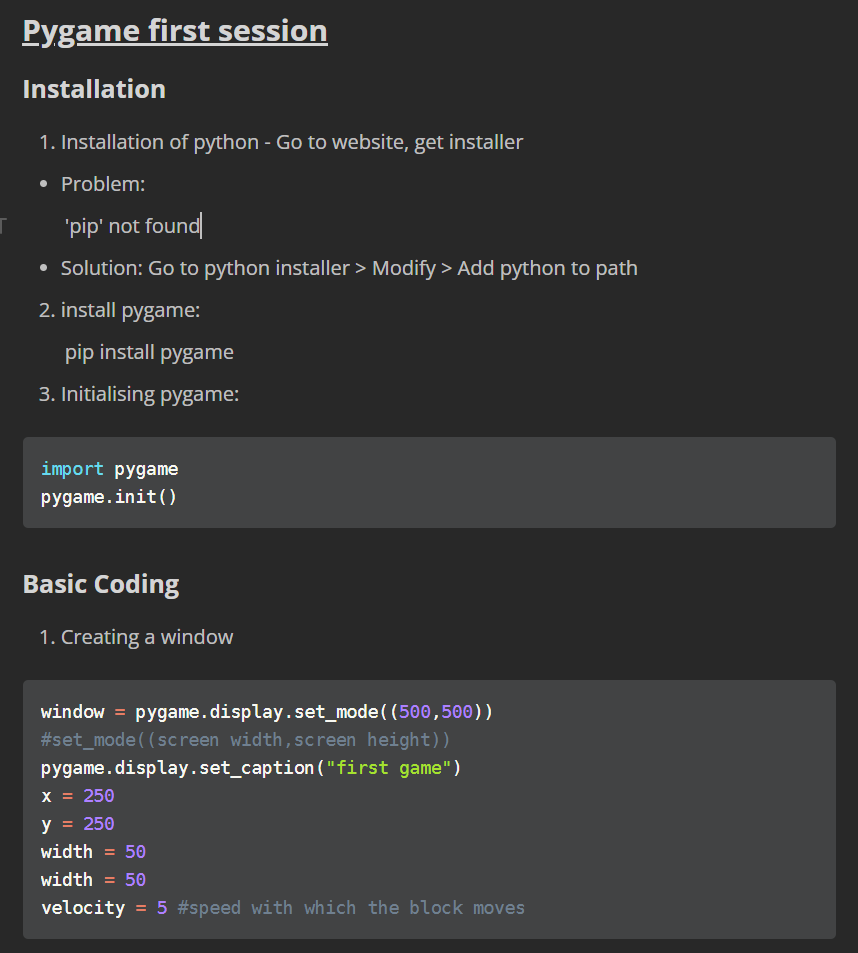 Pygame first session
Installation
1. Installation of python - Go to website, get installer
• Problem:
'pip' not found
• Solution: Go to python installer > Modify > Add python to path
2. install pygame:
pip install pygame
3. Initialising pygame:
import pygame
pygame.init()
Basic Coding
1. Creating a window
window = pygame.display.set_mode((500,500))
#set_mode((screen width,screen height))
pygame.display.set_caption("first game")
x = 250
y = 250
width = 50
width = 50
velocity = 5 #speed with which the block moves